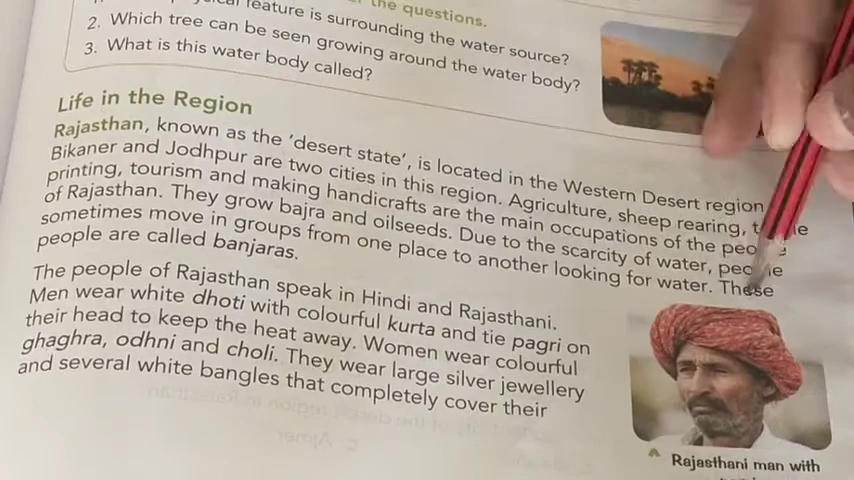 feature is surrounding the water source?
the questions.
2. Which tree can be seen growing around the water body?
3. What is this water body called?
Life in the Region
Rajasthan, known as the 'desert state', is located in the Western Desert region
Bikaner and Jodhpur are two cities in this region. Agriculture, sheep rearing,
printing, tourism and making handicrafts are the main occupations of the
of Rajasthan. They grow bajra and oilseeds. Due to the scarcity of water,
sometimes move in groups from one place to another looking for water. These
people are called banjaras.
The people of Rajasthan speak in Hindi and Rajasthani.
Men wear white dhoti with colourful kurta and tie pagri on
their head to keep the heat away. Women wear colourful
ghaghra, odhni and choli. They wear large silver jewellery
and several white bangles that completely cover their
Rajasthani man with